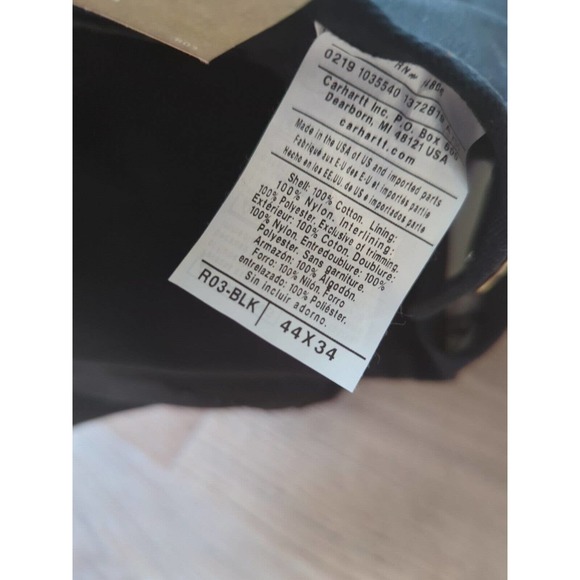 0219 1035540
Carhartt Inc, P.O. Box
Dearborn, MI 48121 USA
carhartt.com
Made in the USA of US and imported parts
Fabriqué aux E-U des E-U et importés partie
Hecho en los EE.UU. de US e importados parte
Shell: 100% Cotton. Lining:
100% Nylon. Interlining:
100% Polyester. Exclusive of trimming.
Extérieur: 100% Coton. Doublure:
100% Nylon. Entredoublure: 100%
Polyester. Sans garniture.
Armazón: 100% Algodón.
Forro: 100% Nilón. Forro
entrelazado: 100% Poliéster.
Sin incluir adorno.
R03-BLK
44X34